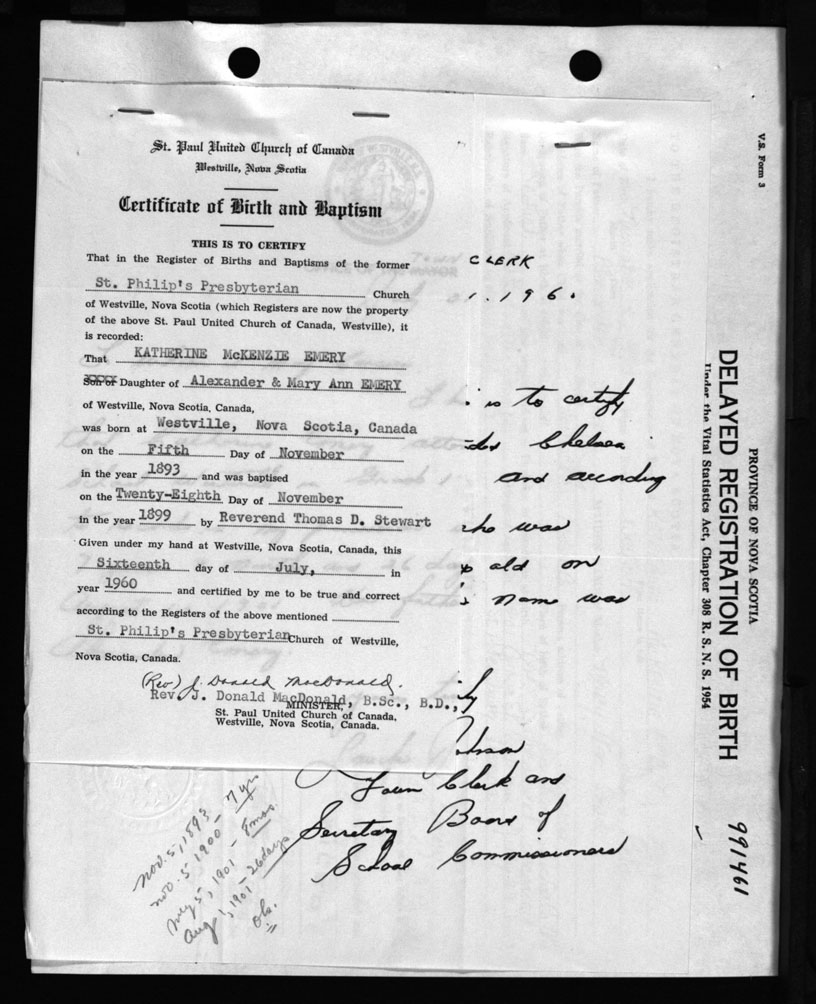 St. Paul United Church of Canada
Westville, Nova Scotia
Certificate of Birth and Baptism
THIS IS TO CERTIFY
That in the Register of Births and Baptisms of the former
St. Philip's Presbyterian Church
of Westville, Nova Scotia (which Registers are now the property
of the above St. Paul United Church of Canada, Westville), it
is recorded:
That KATHERINE McKENZIE EMERY
Son of Daughter of Alexander & Mary Ann EMERY
of Westville, Nova Scotia, Canada,
was born at Westville, Nova Scotia, Canada
on the Fifth Day of November
in the year 1893 and was baptised
on the Twenty-Eighth Day of November
in the year 1899 by Reverend Thomas D. Stewart
Given under my hand at Westville, Nova Scotia, Canada, this
Sixteenth day of July, in
year 1960 and certified by me to be true and correct
according to the Registers of the above mentioned
St. Philip's Presbyterian Church of Westville,
Nova Scotia, Canada.
(Rev) J. Donald MacDonald.
Rev. J. Donald MacDonald, B.Sc., B.D.,
MINISTER,
St. Paul United Church of Canada,
Westville, Nova Scotia, Canada.
TOWN CLERK
1. 196
is to certify
Chelsea
and according
who was
old on
name was
Town Clerk and
Secretary Board of
School Commissioners
Nov. 5, 1893
Nov. 5 1900 - 7 yrs
July 5, 1901 - 8 mos.
Aug 1, 1901 - 26 days
ok.
V.S. Form 3
PROVINCE OF NOVA SCOTIA
DELAYED REGISTRATION OF BIRTH
Under the Vital Statistics Act, Chapter 308 R. S. N. S. 1954
991461